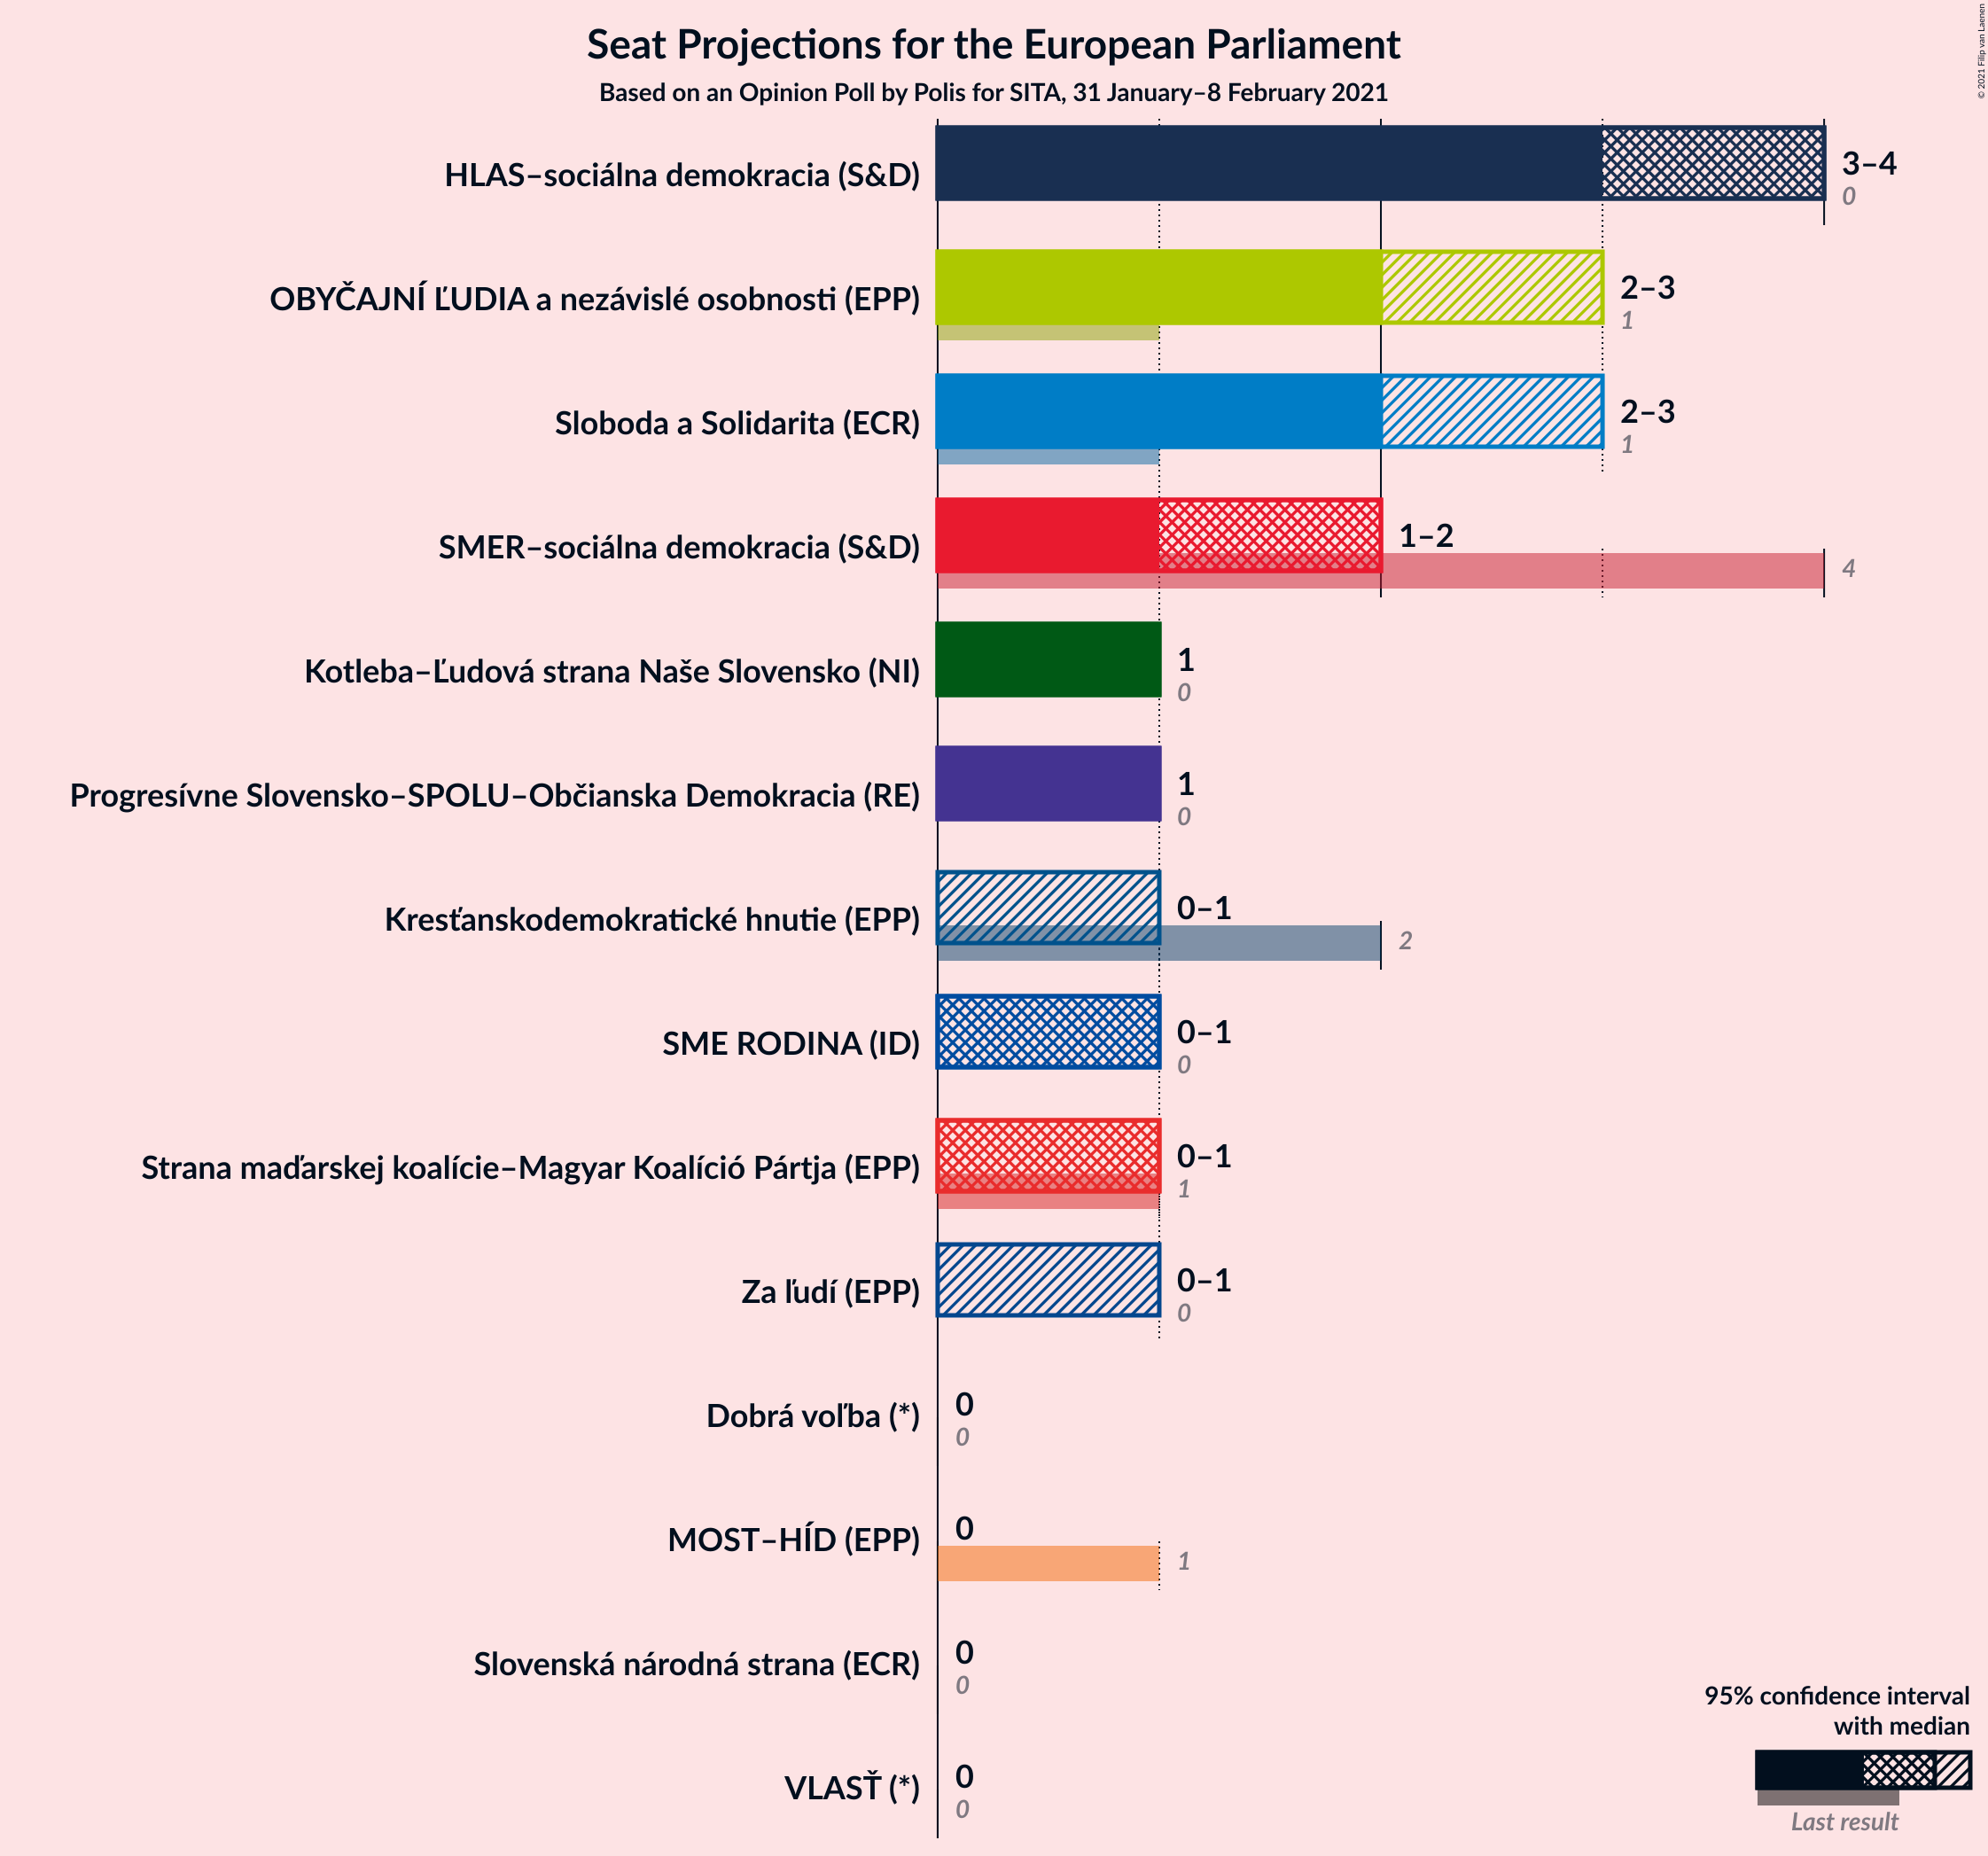 Seat Projections for the European Parliament
Based on an Opinion Poll by Polis for SITA, 31 January–8 February 2021
© 2021 Filip van Laenen
HLAS–sociálna demokracia (S&D)
3–4
0
OBYČAJNÍ ĽUDIA a nezávislé osobnosti (EPP)
2–3
1
Sloboda a Solidarita (ECR)
2–3
1
SMER–sociálna demokracia (S&D)
1–2
4
Kotleba–Ľudová strana Naše Slovensko (NI)
1
0
Progresívne Slovensko–SPOLU–Občianska Demokracia (RE)
1
0
Kresťanskodemokratické hnutie (EPP)
0–1
2
SME RODINA (ID)
0–1
0
Strana maďarskej koalície–Magyar Koalíció Pártja (EPP)
0–1
1
Za ľudí (EPP)
0–1
0
Dobrá voľba (*)
0
0
MOST–HÍD (EPP)
0
1
Slovenská národná strana (ECR)
0
0
VLASŤ (*)
0
0
95% confidence interval
with median
Last result